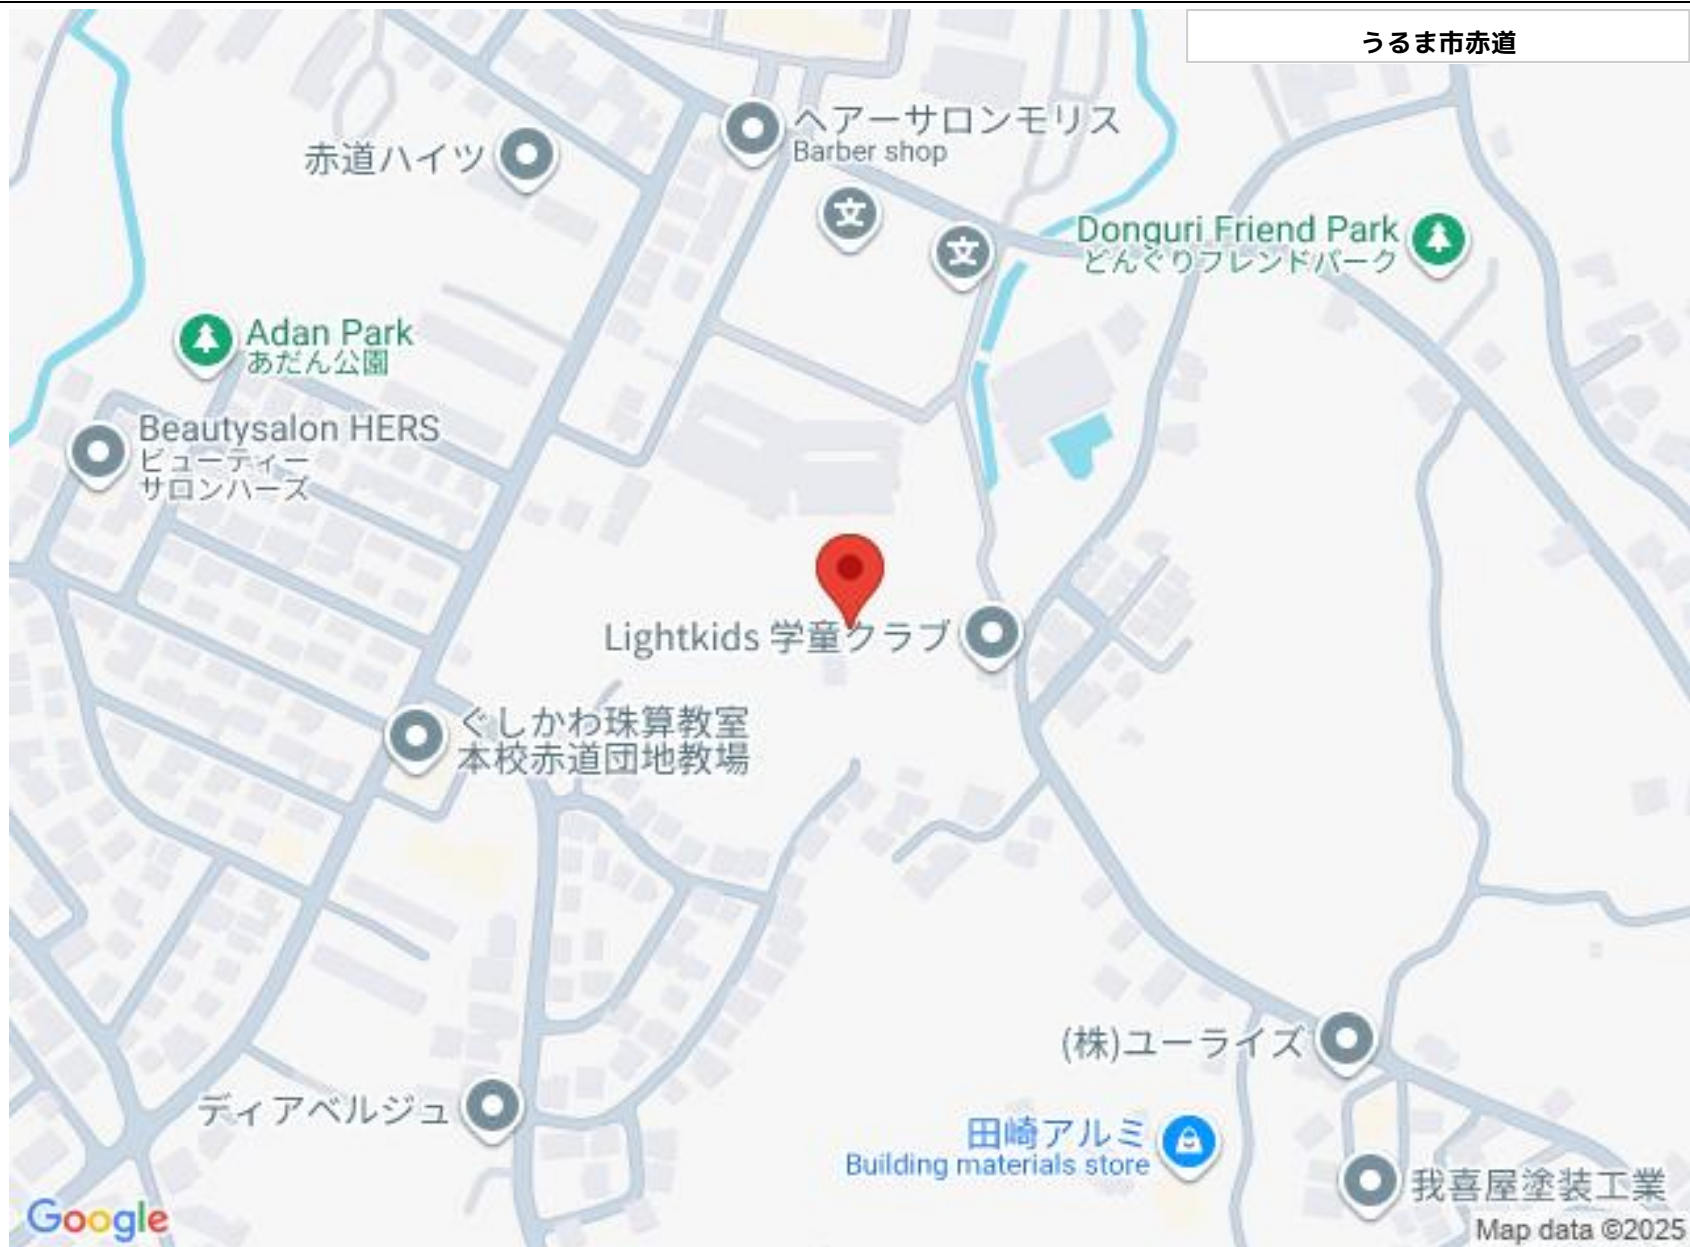 うるま市赤道
ヘアーサロンモリス
Barber shop
赤道ハイツ
文
文
Donguri Friend Park
どんぐりフレンドパーク
Adan Park
あだん公園
Beautysalon HERS
ビューティー
サロンハーズ
Lightkids 学童クラブ
ぐしかわ珠算教室
本校赤道団地教場
(株)ユーライズ
ディアベルジュ
田崎アルミ
Building materials store
我喜屋塗装工業
Google
Map data ©2025